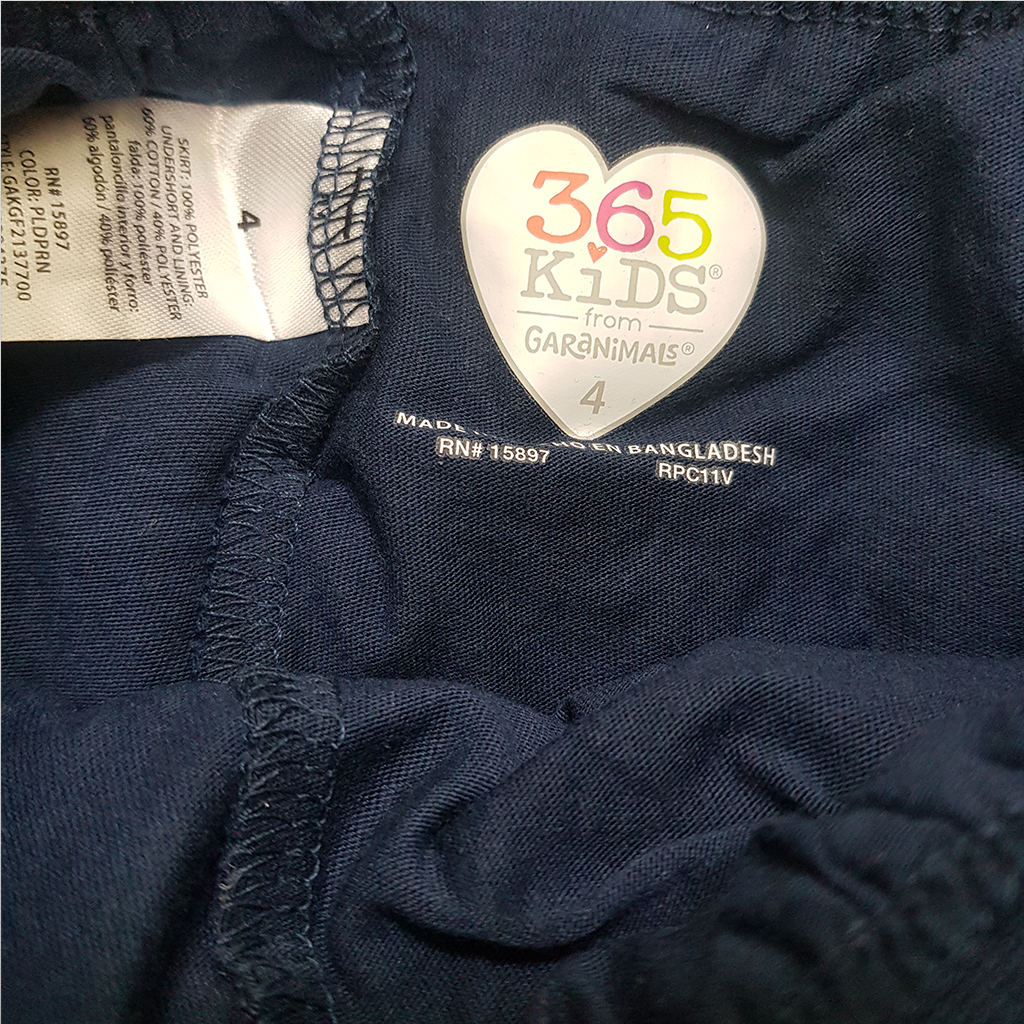 365
KiDS®
from
GARANiMALS®
4
MADE EN BANGLADESH
RN# 15897
RPC11V
4
SKIRT: 100% POLYESTER
UNDERSHORT AND LINING:
60% COTTON / 40% POLYESTER
falda: 100% poliéster
pantaloncillo interior y forro:
60% algodón / 40% poliéster
RN# 15897
COLOR: PLDPRN
GAKGF2137700